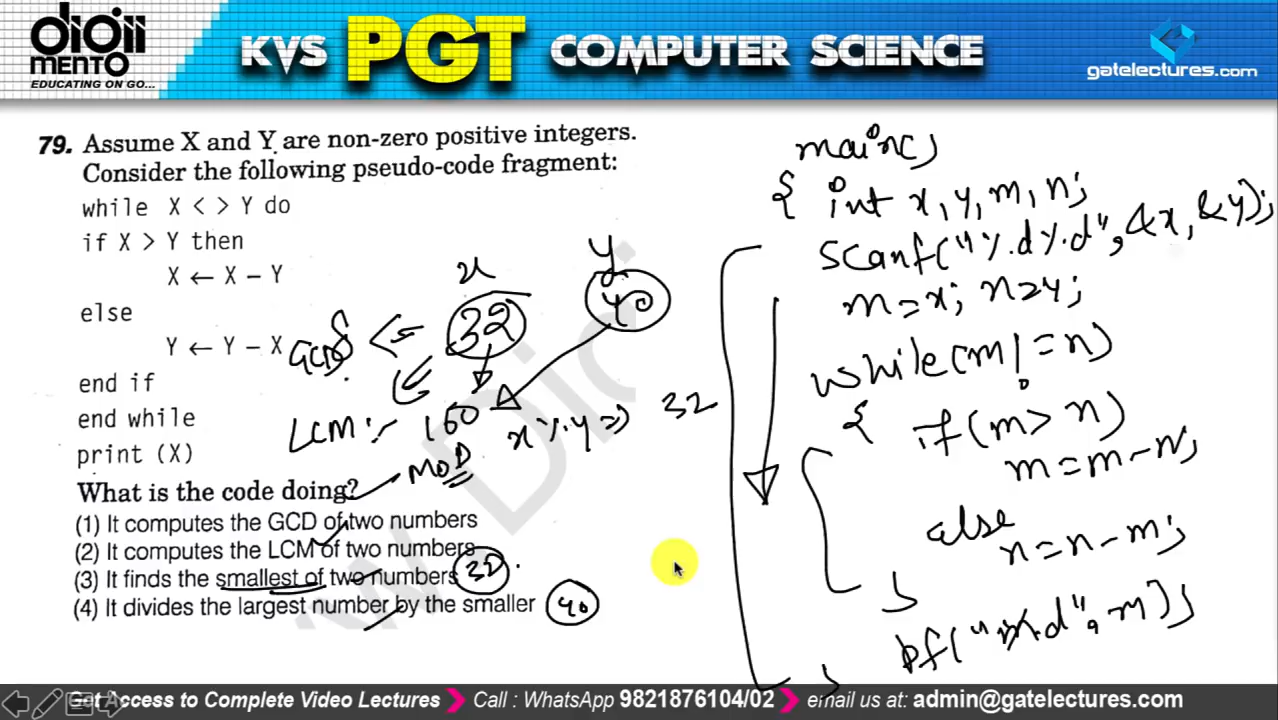 digii
MENTO
EDUCATING ON GO...
KVS PGT COMPUTER SCIENCE
gatelectures.com
79. Assume X and Y are non-zero positive integers.
Consider the following pseudo-code fragment:
while X < > Y do
if X > Y then
X ← X – Y
else
Y ← Y – X
end if
end while
print (X)
What is the code doing?
(1) It computes the GCD of two numbers
(2) It computes the LCM of two numbers
(3) It finds the smallest of two numbers 32
(4) It divides the largest number by the smaller 40
x
y
32
40
GCD 8
LCM :- 160
x % y => 32
MOD
main()
{ int x, y, m, n;
scanf("%d%d", &x, &y);
m=x; n=y;
while(m!=n)
{ if(m> n)
m=m-n;
else
n=n-m;
}
pf("%d", m);
}
Get Access to Complete Video Lectures
Call : WhatsApp 9821876104/02
email us at: admin@gatelectures.com